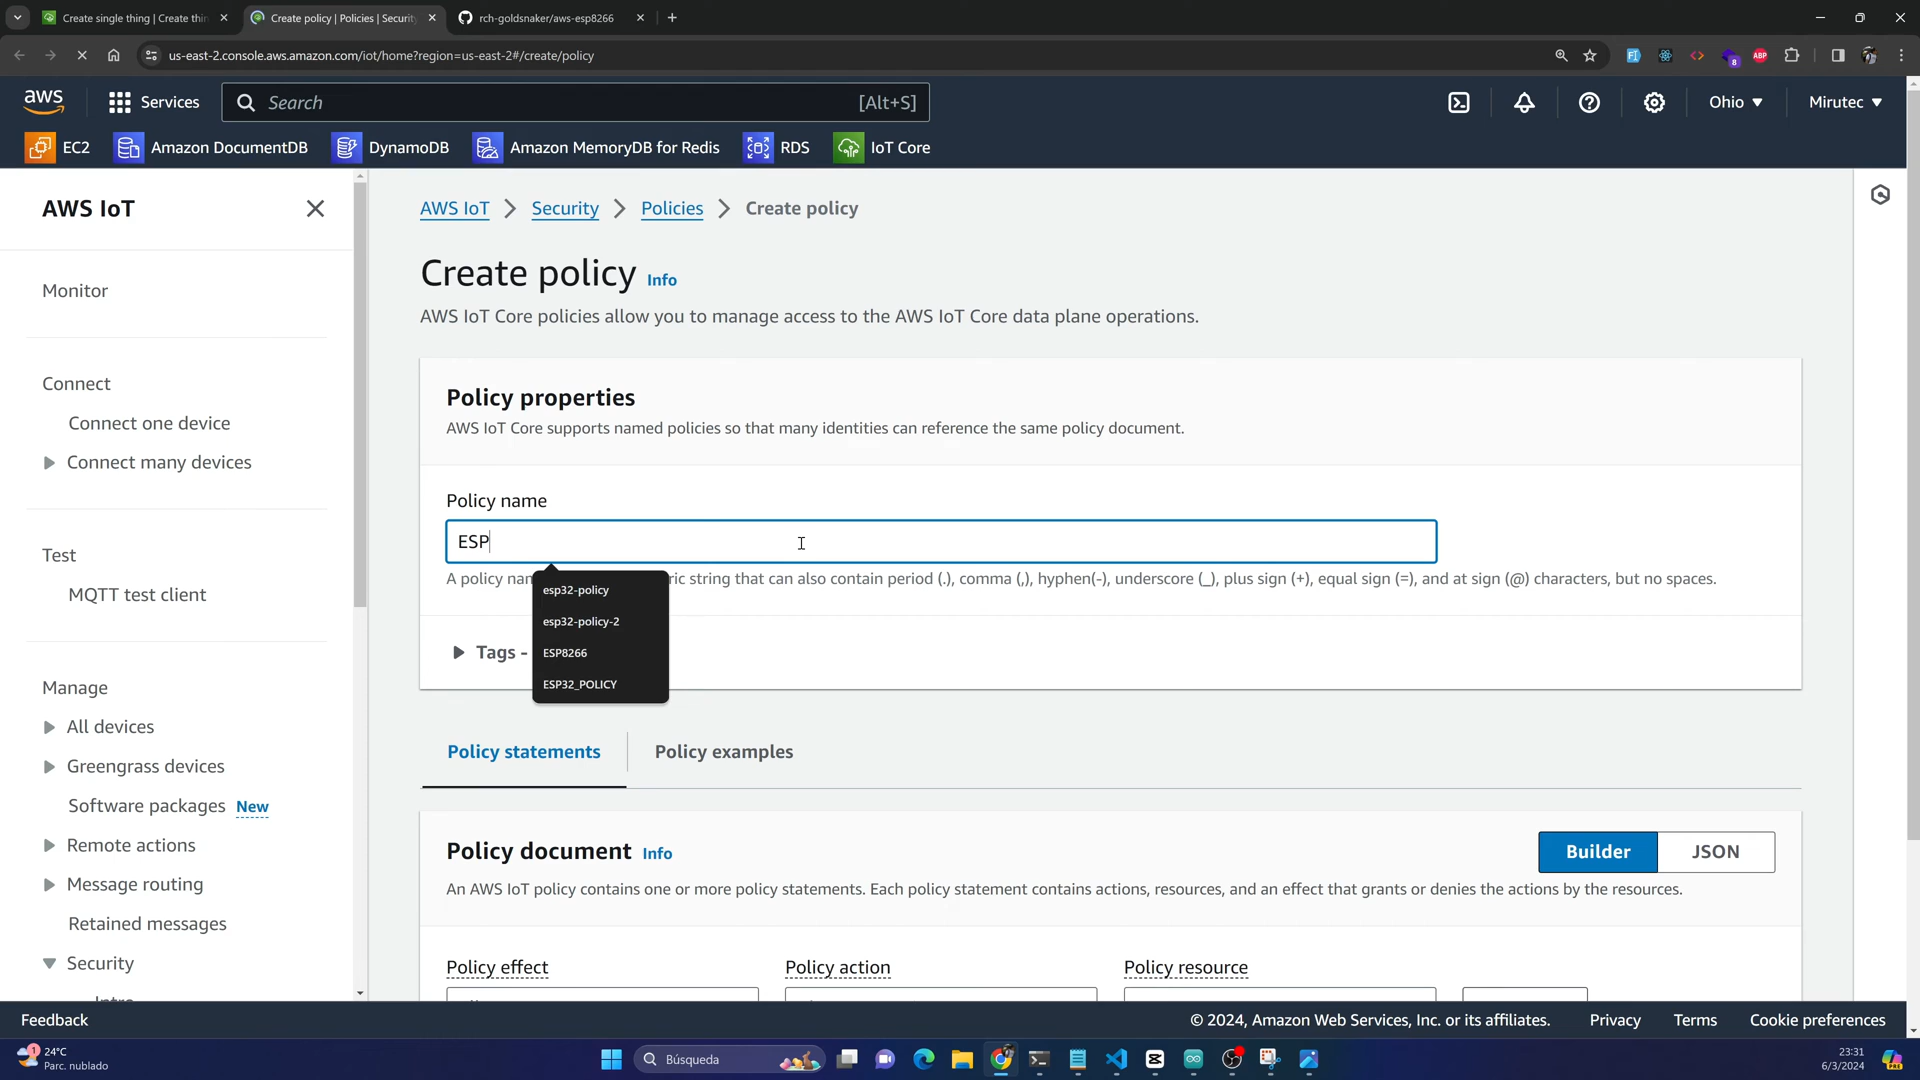 Create single thing | Create thin
Create policy | Policies | Security
rch-goldsnaker/aws-esp8266
us-east-2.console.aws.amazon.com/iot/home?region=us-east-2#/create/policy
ABP
8
aws
Services
Search
[Alt+S]
Ohio
Mirutec
EC2
Amazon DocumentDB
DynamoDB
Amazon MemoryDB for Redis
RDS
IoT Core
AWS IoT
Monitor
Connect
Connect one device
Connect many devices
Test
MQTT test client
Manage
All devices
Greengrass devices
Software packages New
Remote actions
Message routing
Retained messages
Security
Intro
AWS IoT > Security > Policies > Create policy
Create policy Info
AWS IoT Core policies allow you to manage access to the AWS IoT Core data plane operations.
Policy properties
AWS IoT Core supports named policies so that many identities can reference the same policy document.
Policy name
ESP
A policy nam ric string that can also contain period (.), comma (,), hyphen(-), underscore (_), plus sign (+), equal sign (=), and at sign (@) characters, but no spaces.
esp32-policy
esp32-policy-2
ESP8266
ESP32_POLICY
Tags -
Policy statements
Policy examples
Policy document Info
Builder
JSON
An AWS IoT policy contains one or more policy statements. Each policy statement contains actions, resources, and an effect that grants or denies the actions by the resources.
Policy effect
Policy action
Policy resource
Feedback
© 2024, Amazon Web Services, Inc. or its affiliates.
Privacy
Terms
Cookie preferences
1
24°C
Parc. nublado
Búsqueda
23:31
6/3/2024
PRE